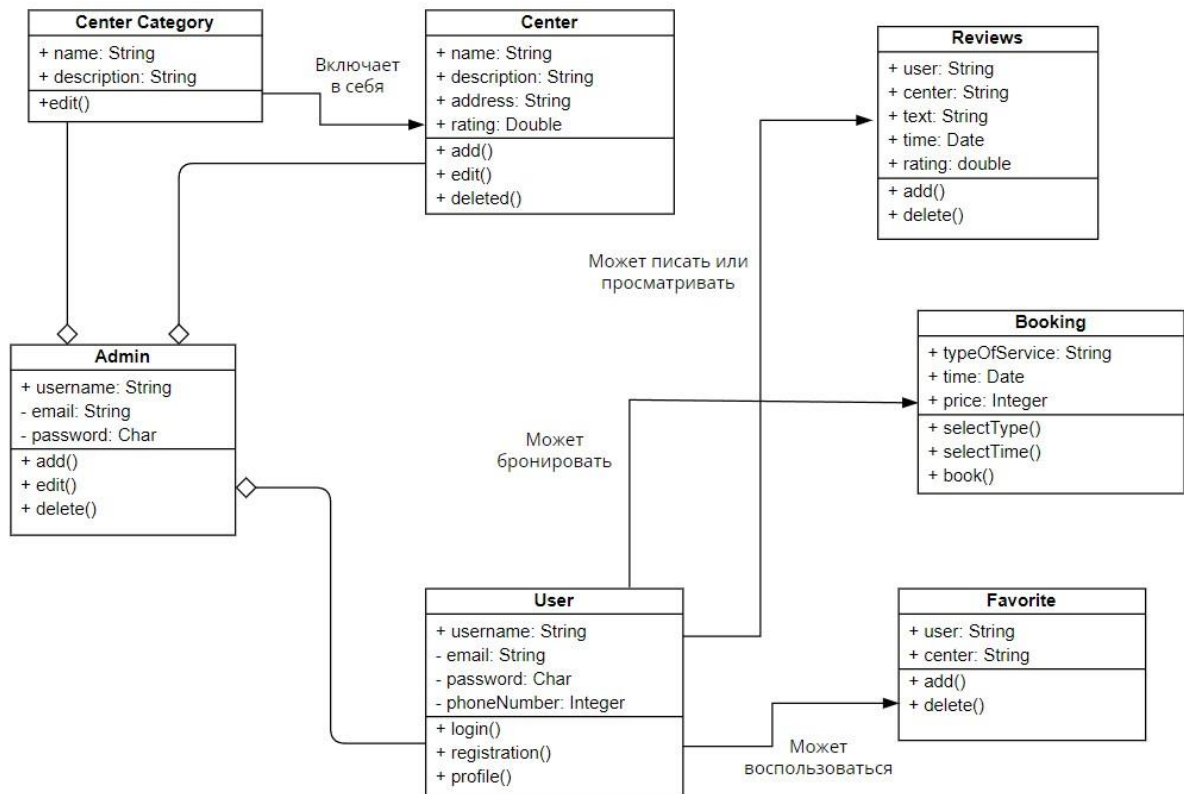 Center Category
+ name: String
+ description: String
+edit()
Включает
в себя
Center
+ name: String
+ description: String
+ address: String
+ rating: Double
+ add()
+ edit()
+ deleted()
Reviews
+ user: String
+ center: String
+ text: String
+ time: Date
+ rating: double
+ add()
+ delete()
Может писать или
просматривать
Admin
+ username: String
- email: String
- password: Char
+ add()
+ edit()
+ delete()
Может
бронировать
Booking
+ typeOfService: String
+ time: Date
+ price: Integer
+ selectType()
+ selectTime()
+ book()
User
+ username: String
- email: String
- password: Char
- phoneNumber: Integer
+ login()
+ registration()
+ profile()
Favorite
+ user: String
+ center: String
+ add()
+ delete()
Может
воспользоваться